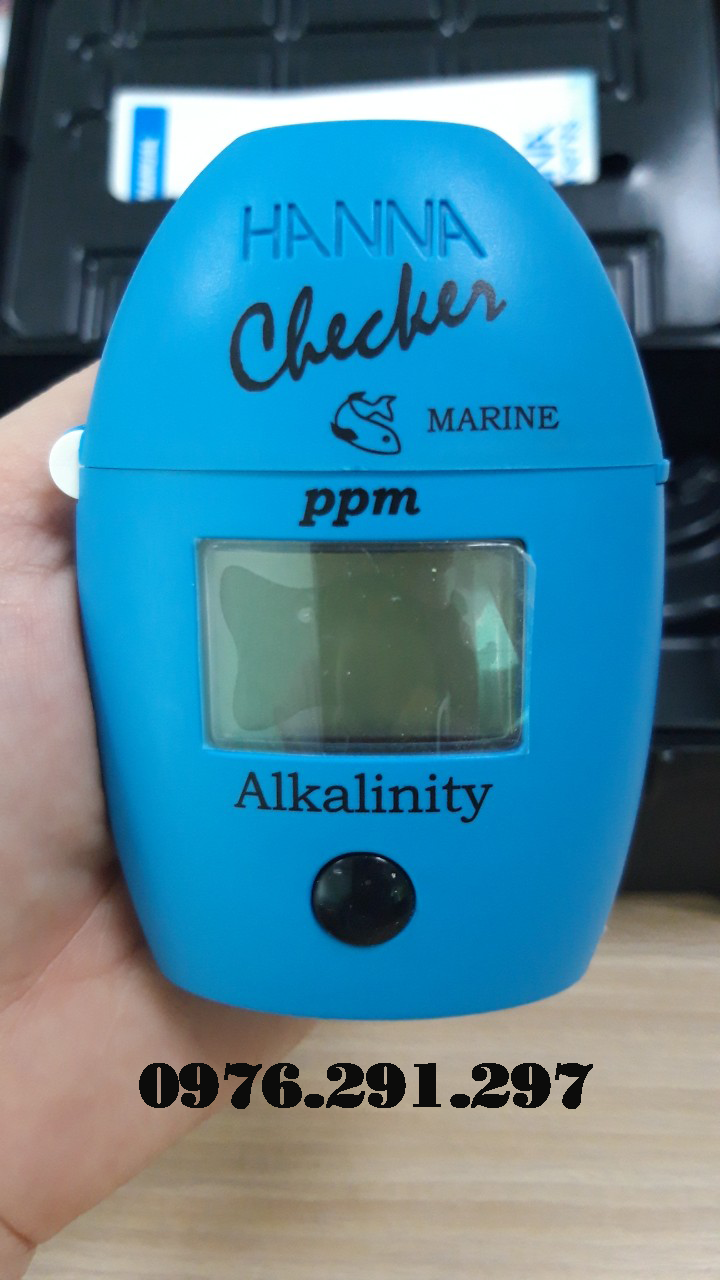 HANNA
Checker
MARINE
ppm
Alkalinity
0976.291.297